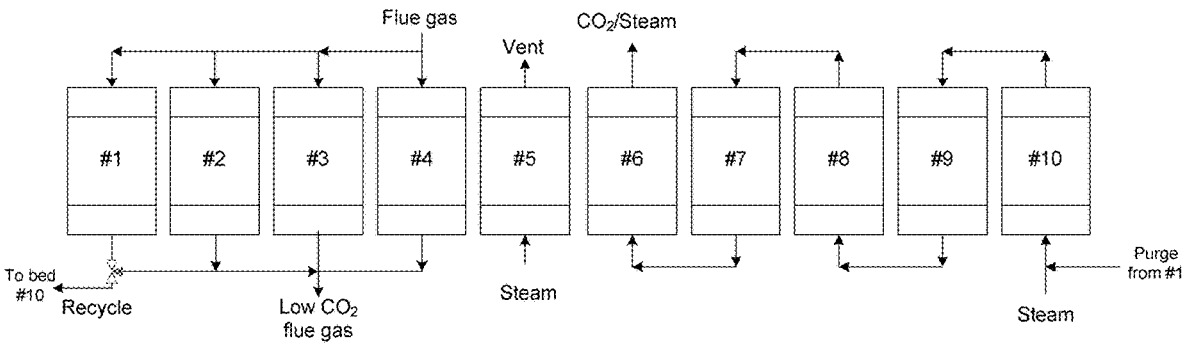 Flue gas
Vent
CO₂/Steam
#1
#2
#3
#4
#5
#6
#7
#8
#9
#10
To bed
#10
Recycle
Low CO₂
flue gas
Steam
Purge
from #1
Steam